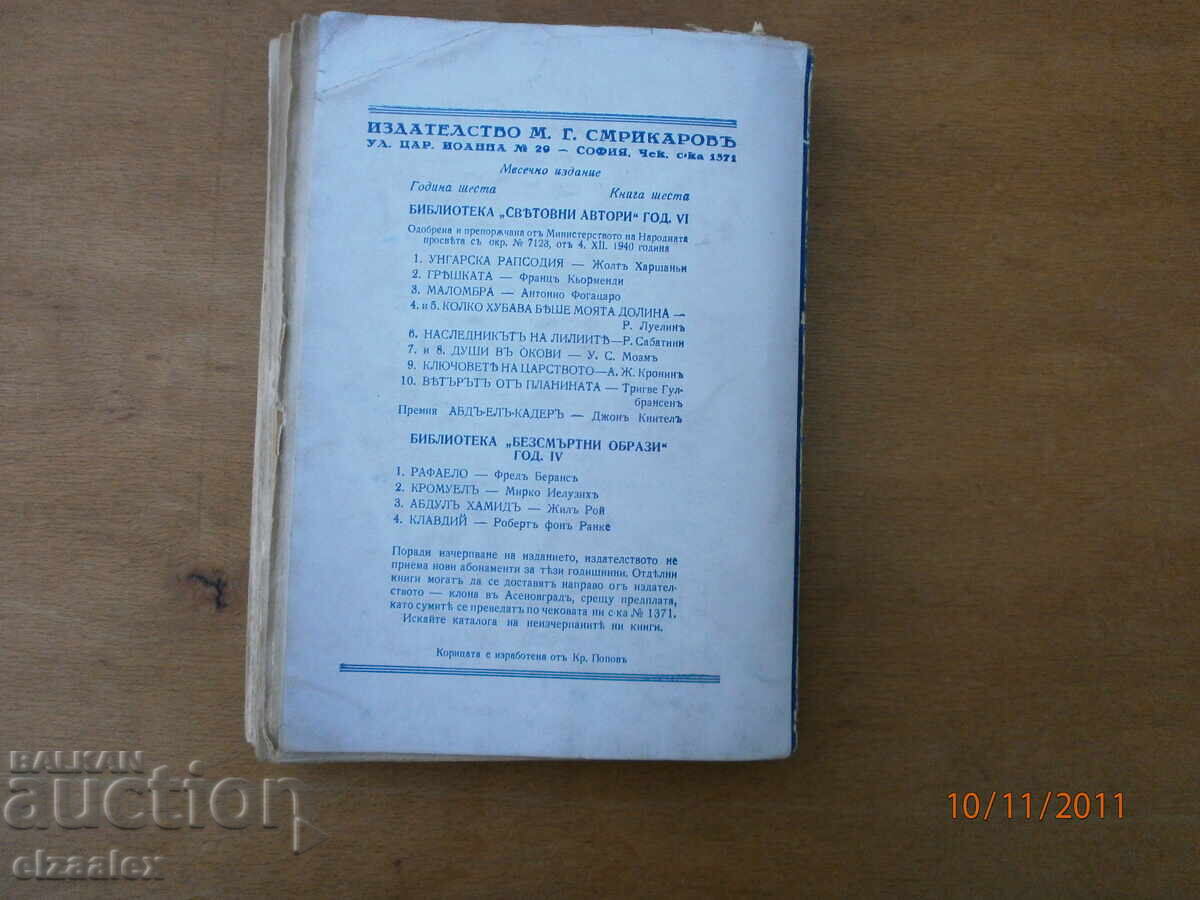 ИЗДАТЕЛСТВО М. Г. СМРИКАРОВЪ
УЛ. ЦАР. ИОАННА № 29 — СОФИЯ, Чек. с-ка 1371
Месечно издание
Година шеста Книга шеста
БИБЛИОТЕКА „СВѢТОВНИ АВТОРИ“ ГОД. VI
Одобрена и препорѫчана отъ Министерството на Народната
просвѣта съ окр. № 7123, отъ 4. XII. 1940 година
1. УНГАРСКА РАПСОДИЯ — Жолтъ Харшаньи
2. ГРѢШКАТА — Францъ Кьорменди
3. МАЛОМБРА — Антонио Фогацаро
4. и 5. КОЛКО ХУБАВА БѢШЕ МОЯТА ДОЛИНА —
Р. Луелинъ
6. НАСЛЕДНИКЪТЪ НА ЛИЛИИТѢ—Р. Сабатини
7. и 8. ДУШИ ВЪ ОКОВИ — У. С. Моамъ
9. КЛЮЧОВЕТѢ НА ЦАРСТВОТО—А. Ж. Кронинъ
10. ВѢТЪРЪТЪ ОТЪ ПЛАНИНАТА — Тригве Гул-
брансенъ
Премия АБДЪ-ЕЛЪ-КАДЕРЪ — Джонъ Книтель
БИБЛИОТЕКА „БЕЗСМЪРТНИ ОБРАЗИ“
ГОД. IV
1. РАФАЕЛО — Фредъ Берансъ
2. КРОМУЕЛЪ — Мирко Иелузихъ
3. АБДУЛЪ ХАМИДЪ — Жилъ Рой
4. КЛАВДИЙ — Робертъ фонъ Ранке
Поради изчерпване на изданието, издателството не
приема нови абонаменти за тѣзи годишнини. Отдѣлни
книги могатъ да се доставятъ направо отъ издател-
ството — клона въ Асеновградъ, срещу предплата,
като сумитѣ се превелатъ по чековата ни с-ка № 1371.
Искайте каталога на неизчерпанитѣ ни книги.
Корицата е изработена отъ Кр. Поповъ
BALKAN
auction
elzaalex
10/11/2011